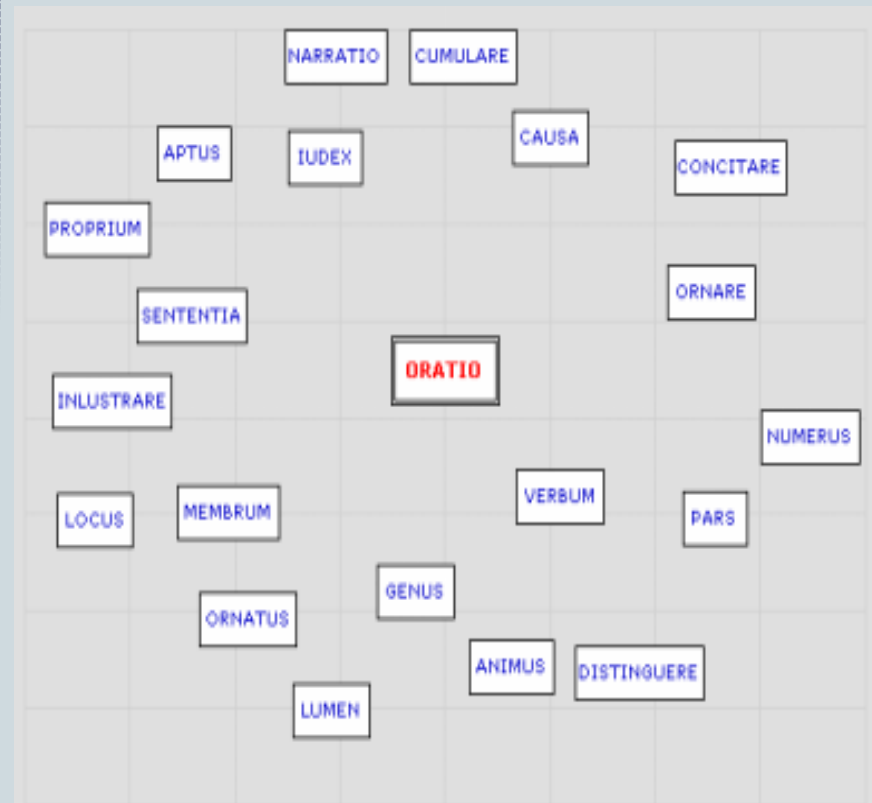 NARRATIO
CUMULARE
CAUSA
APTUS
IUDEX
CONCITARE
PROPRIUM
ORNARE
SENTENTIA
ORATIO
INLUSTRARE
NUMERUS
VERBUM
LOCUS
MEMBRUM
PARS
GENUS
ORNATUS
ANIMUS
DISTINGUERE
LUMEN